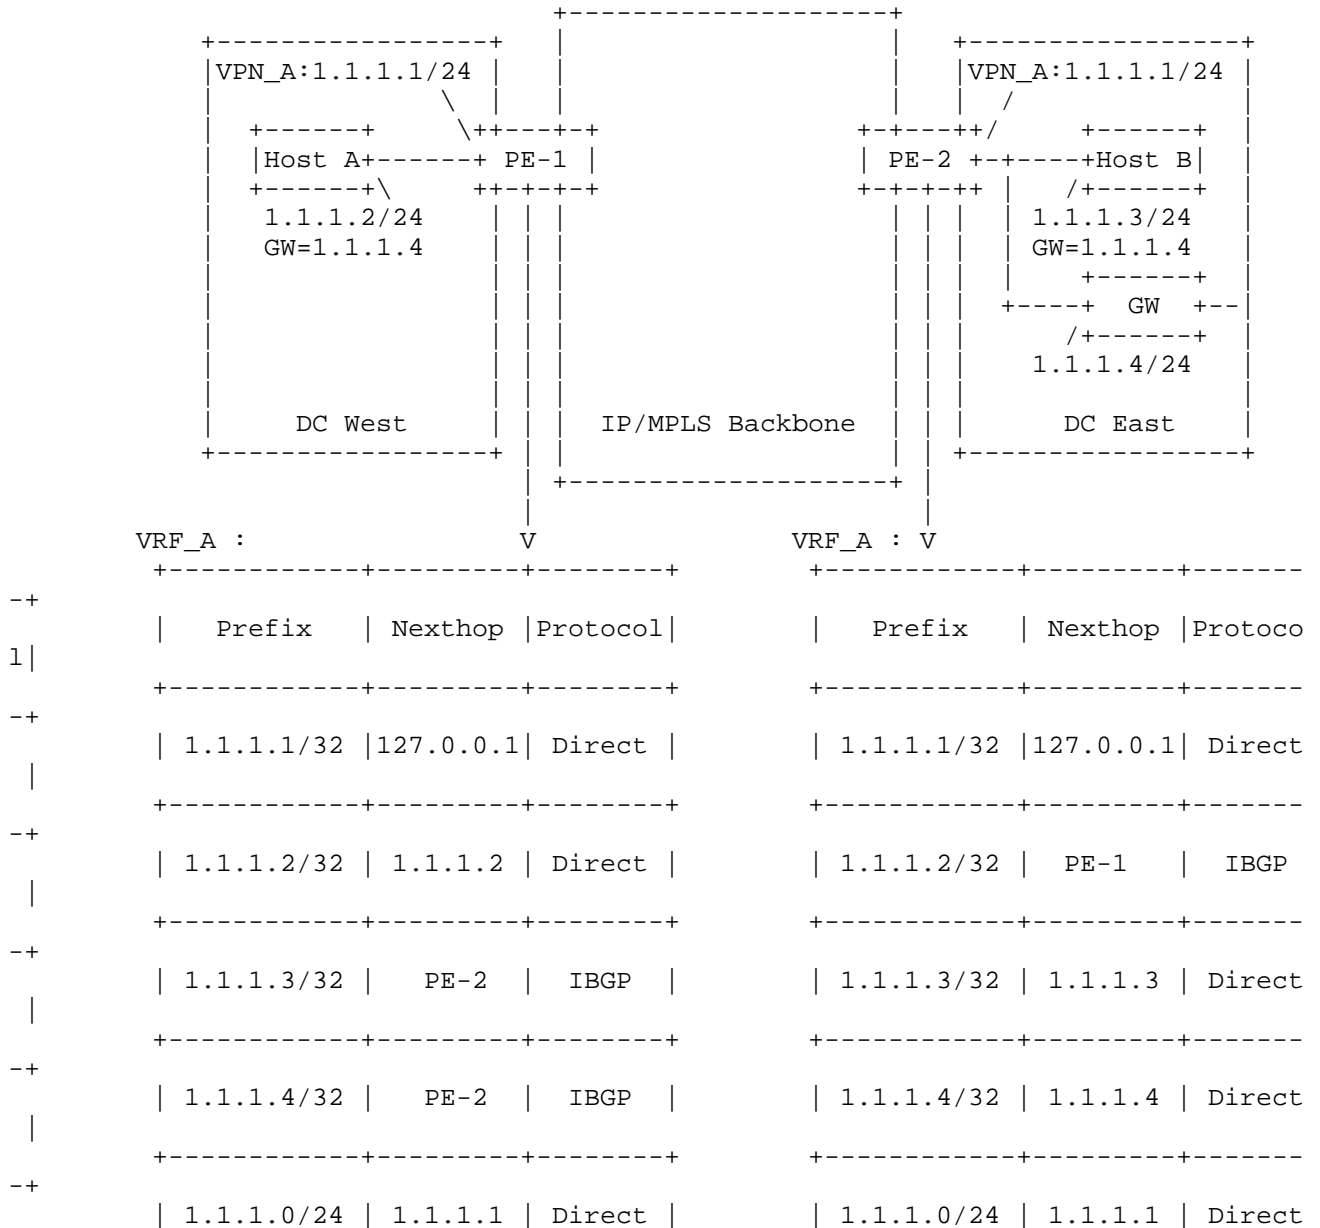 +--------------------+
             +-----------------+   |                    |   +-----------------+
             |VPN_A:1.1.1.1/24 |   |                    |   |VPN_A:1.1.1.1/24 |
             |              \  |   |                    |   |  /              |
             |  +------+     \++---+-+                +-+---++/     +------+  |
             |  |Host A+------+ PE-1 |                | PE-2 +-+----+Host B|  |
             |  +------+\     ++-+-+-+                +-+-+-++ |   /+------+  |
             |   1.1.1.2/24    | | |                    | | |  | 1.1.1.3/24   |
             |   GW=1.1.1.4    | | |                    | | |  | GW=1.1.1.4   |
             |                 | | |                    | | |  |    +------+  |
             |                 | | |                    | | |  +----+  GW  +--|
             |                 | | |                    | | |      /+------+  |
             |                 | | |                    | | |    1.1.1.4/24   |
             |                 | | |                    | | |                 |
             |     DC West     | | |  IP/MPLS Backbone  | | |      DC East    |
             +-----------------+ | |                    | | +-----------------+
                                 | +--------------------+ |
                                 |                        |
        VRF_A :                  V                VRF_A : V
         +------------+---------+--------+         +------------+---------+-------
-+
         |   Prefix   | Nexthop |Protocol|         |   Prefix   | Nexthop |Protoco
l|
         +------------+---------+--------+         +------------+---------+-------
-+
         | 1.1.1.1/32 |127.0.0.1| Direct |         | 1.1.1.1/32 |127.0.0.1| Direct
 |
         +------------+---------+--------+         +------------+---------+-------
-+
         | 1.1.1.2/32 | 1.1.1.2 | Direct |         | 1.1.1.2/32 |  PE-1   |  IBGP
 |
         +------------+---------+--------+         +------------+---------+-------
-+
         | 1.1.1.3/32 |   PE-2  |  IBGP  |         | 1.1.1.3/32 | 1.1.1.3 | Direct
 |
         +------------+---------+--------+         +------------+---------+-------
-+
         | 1.1.1.4/32 |   PE-2  |  IBGP  |         | 1.1.1.4/32 | 1.1.1.4 | Direct
 |
         +------------+---------+--------+         +------------+---------+-------
-+
         | 1.1.1.0/24 | 1.1.1.1 | Direct |         | 1.1.1.0/24 | 1.1.1.1 | Direct